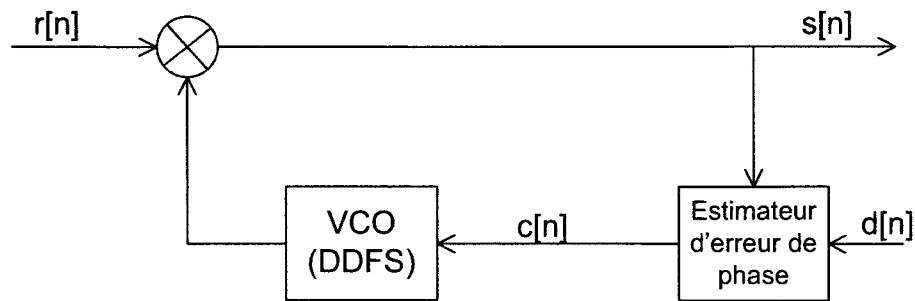 r[n]
s[n]
VCO
(DDFS)
c[n]
Estimateur
d'erreur de
phase
d[n]